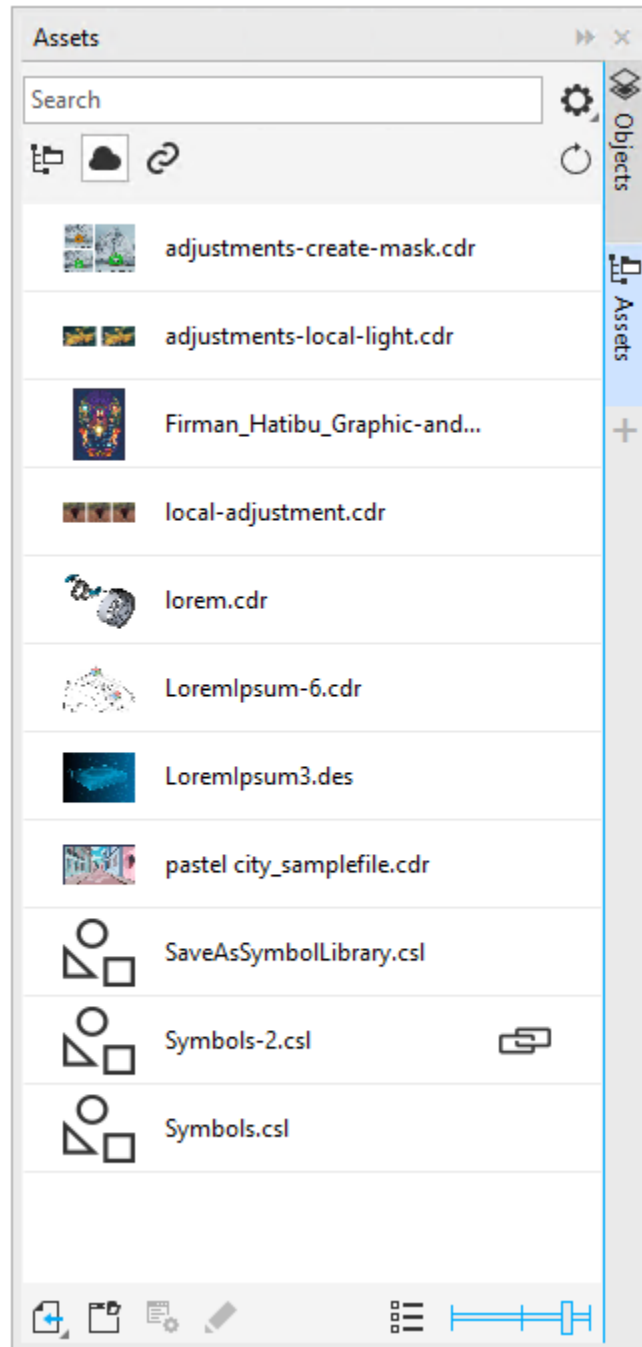 Assets
Search
Objects
Assets
adjustments-create-mask.cdr
adjustments-local-light.cdr
Firman_Hatibu_Graphic-and...
local-adjustment.cdr
lorem.cdr
LoremIpsum-6.cdr
LoremIpsum3.des
pastel city_samplefile.cdr
SaveAsSymbolLibrary.csl
Symbols-2.csl
Symbols.csl